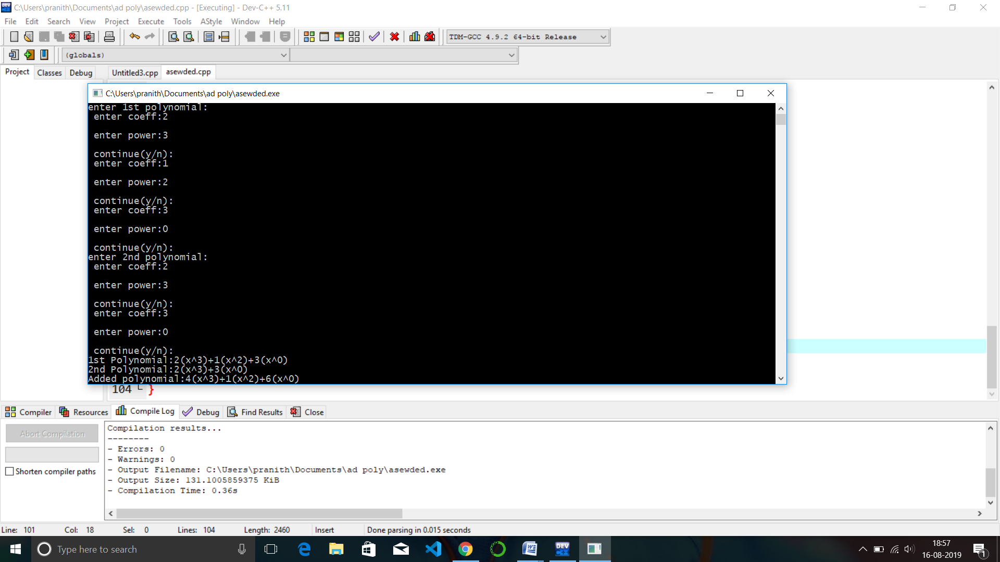 C:\Users\pranith\Documents\ad poly\asewded.cpp - [Executing] - Dev-C++ 5.11
File Edit Search View Project Execute Tools AStyle Window Help
TDM-GCC 4.9.2 64-bit Release
(globals)
Project Classes Debug Untitled3.cpp asewded.cpp
C:\Users\pranith\Documents\ad poly\asewded.exe
enter 1st polynomial:
enter coeff:2
enter power:3
continue(y/n):
enter coeff:1
enter power:2
continue(y/n):
enter coeff:3
enter power:0
continue(y/n):
enter 2nd polynomial:
enter coeff:2
enter power:3
continue(y/n):
enter coeff:3
enter power:0
continue(y/n):
1st Polynomial:2(x^3)+1(x^2)+3(x^0)
2nd Polynomial:2(x^3)+3(x^0)
Added polynomial:4(x^3)+1(x^2)+6(x^0)
104 }
Compiler Resources Compile Log Debug Find Results Close
Abort Compilation
Shorten compiler paths
Compilation results...
--------
- Errors: 0
- Warnings: 0
- Output Filename: C:\Users\pranith\Documents\ad poly\asewded.exe
- Output Size: 131.1005859375 KiB
- Compilation Time: 0.36s
Line: 101 Col: 18 Sel: 0 Lines: 104 Length: 2460 Insert Done parsing in 0.015 seconds
Type here to search
DEV C++
18:57
16-08-2019
1